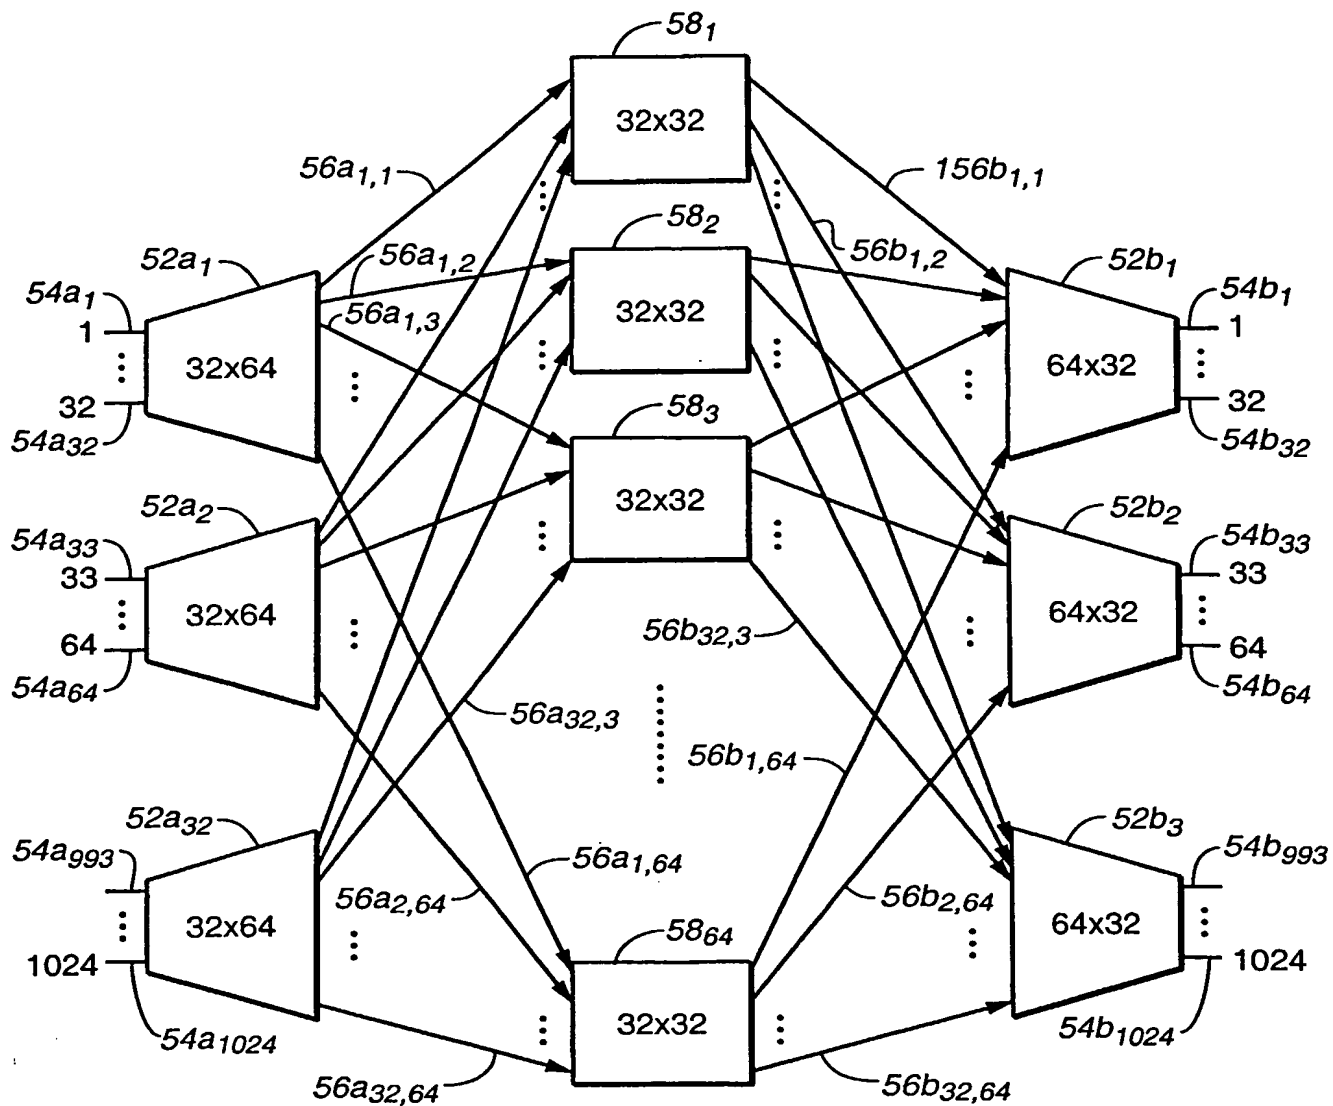 58₁
32x32
56a₁,₁
156b₁,₁
58₂
56a₁,₂
56b₁,₂
52a₁
52b₁
54a₁
54b₁
32x32
1
1
56a₁,₃
32x64
64x32
58₃
32
32
54a₃₂
54b₃₂
32x32
52a₂
52b₂
54a₃₃
54b₃₃
33
33
32x64
64x32
64
64
56b₃₂,₃
54a₆₄
54b₆₄
56a₃₂,₃
56b₁,₆₄
52a₃₂
52b₃
54a₉₉₃
54b₉₉₃
56a₁,₆₄
56a₂,₆₄
56b₂,₆₄
32x64
64x32
58₆₄
1024
1024
32x32
54a₁₀₂₄
54b₁₀₂₄
56a₃₂,₆₄
56b₃₂,₆₄